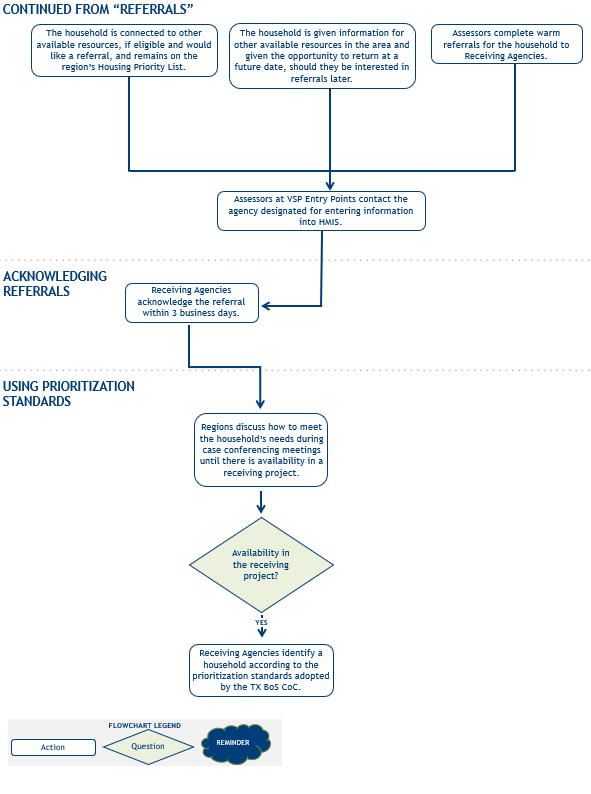 CONTINUED FROM “REFERRALS”
The household is connected to other
available resources, if eligible and would
like a referral, and remains on the
region's Housing Priority List.
The household is given information for
other available resources in the area and
given the opportunity to return at a
future date, should they be interested in
referrals later.
Assessors complete warm
referrals for the household to
Receiving Agencies.
Assessors at VSP Entry Points contact the
agency designated for entering information
into HMIS.
ACKNOWLEDGING
REFERRALS
Receiving Agencies
acknowledge the referral
within 3 business days.
USING PRIORITIZATION
STANDARDS
Regions discuss how to meet
the household's needs during
case conferencing meetings
until there is availability in a
receiving project.
Availability in
the receiving
project?
YES
Receiving Agencies identify a
household according to the
prioritization standards adopted
by the TX BoS CoC.
FLOWCHART LEGEND
Action
Question
REMINDER